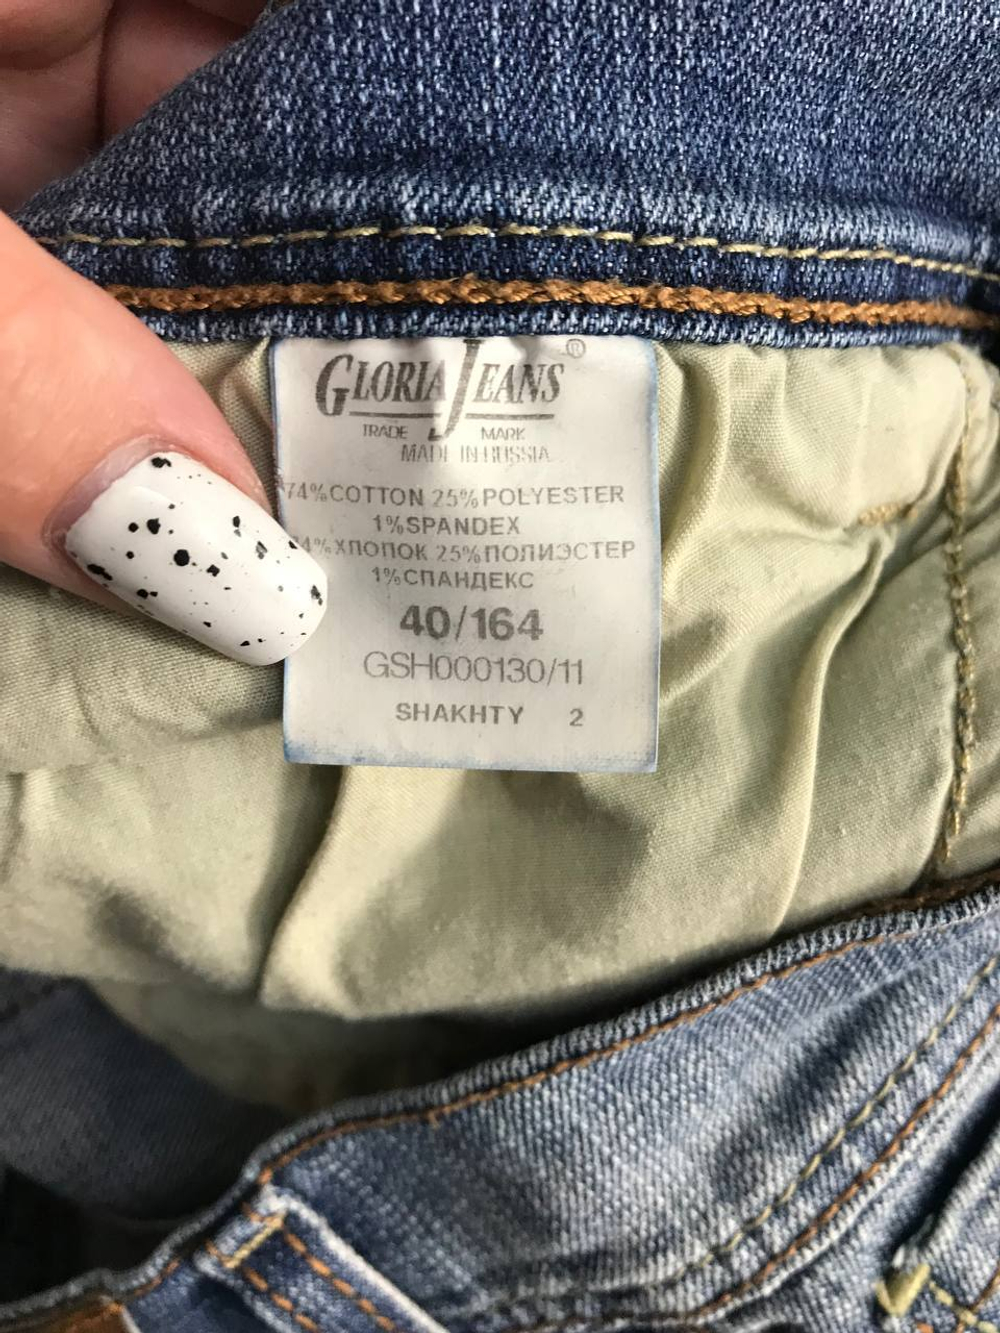 GLORIA JEANS ®
TRADE MARK
MADE IN RUSSIA
74%COTTON 25%POLYESTER
1%SPANDEX
4%ХЛОПОК 25%ПОЛИЭСТЕР
1%СПАНДЕКС
40/164
GSH000130/11
SHAKHTY 2